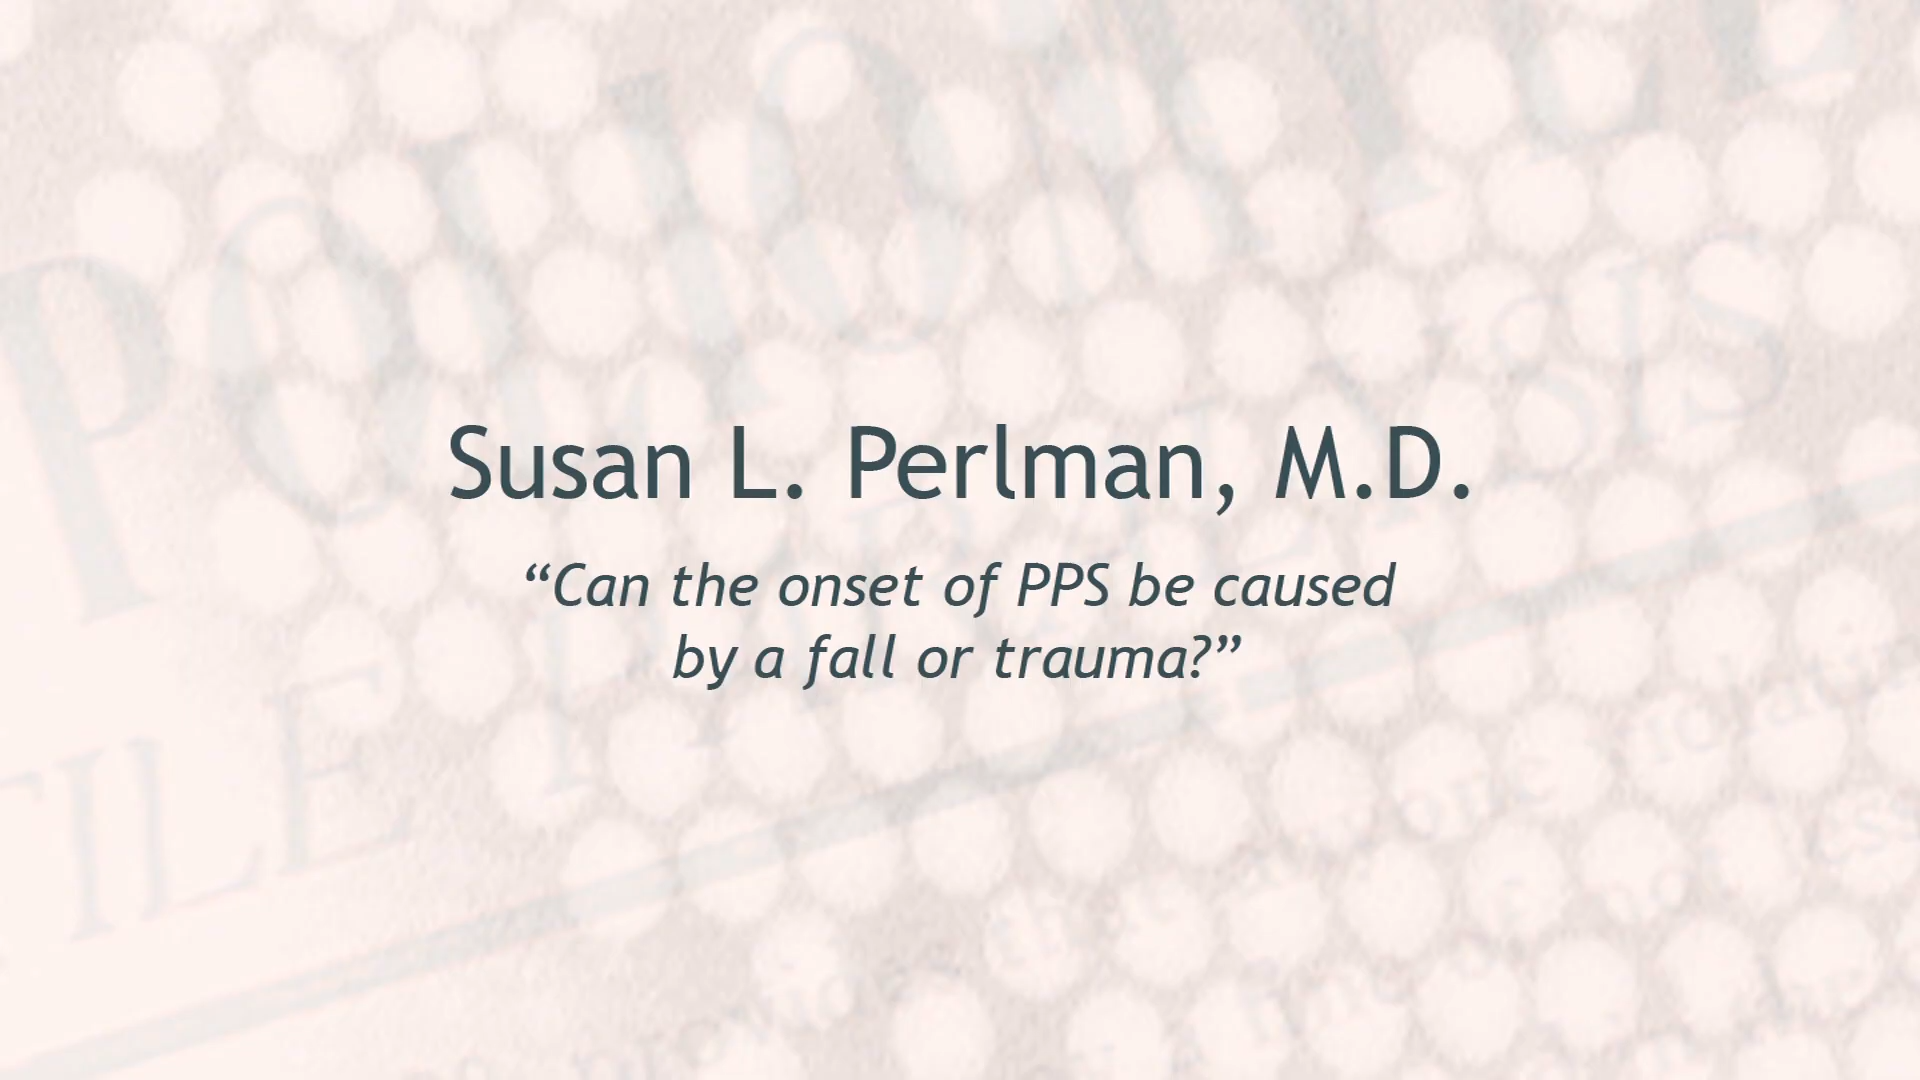 Susan L. Perlman, M.D.
“Can the onset of PPS be caused
by a fall or trauma?”